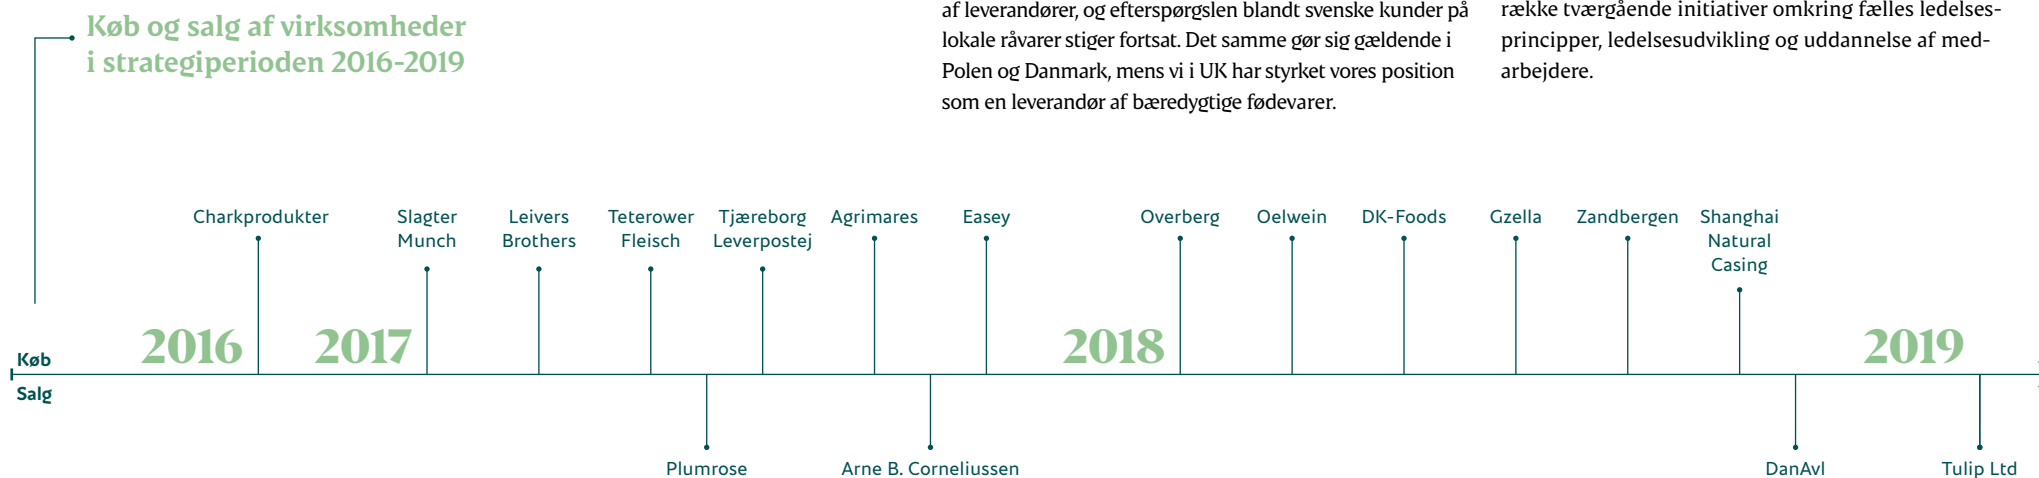 Køb og salg af virksomheder
i strategiperioden 2016-2019
af leverandører, og efterspørgslen blandt svenske kunder på
lokale råvarer stiger fortsat. Det samme gør sig gældende i
Polen og Danmark, mens vi i UK har styrket vores position
som en leverandør af bæredygtige fødevarer.
række tværgående initiativer omkring fælles ledelses-
principper, ledelsesudvikling og uddannelse af med-
arbejdere.
Charkprodukter
Slagter
Munch
Leivers
Brothers
Teterower
Fleisch
Tjæreborg
Leverpostej
Agrimares
Easey
Overberg
Oelwein
DK-Foods
Gzella
Zandbergen
Shanghai
Natural
Casing
2016
2017
2018
2019
Køb
Salg
Plumrose
Arne B. Corneliussen
DanAvl
Tulip Ltd